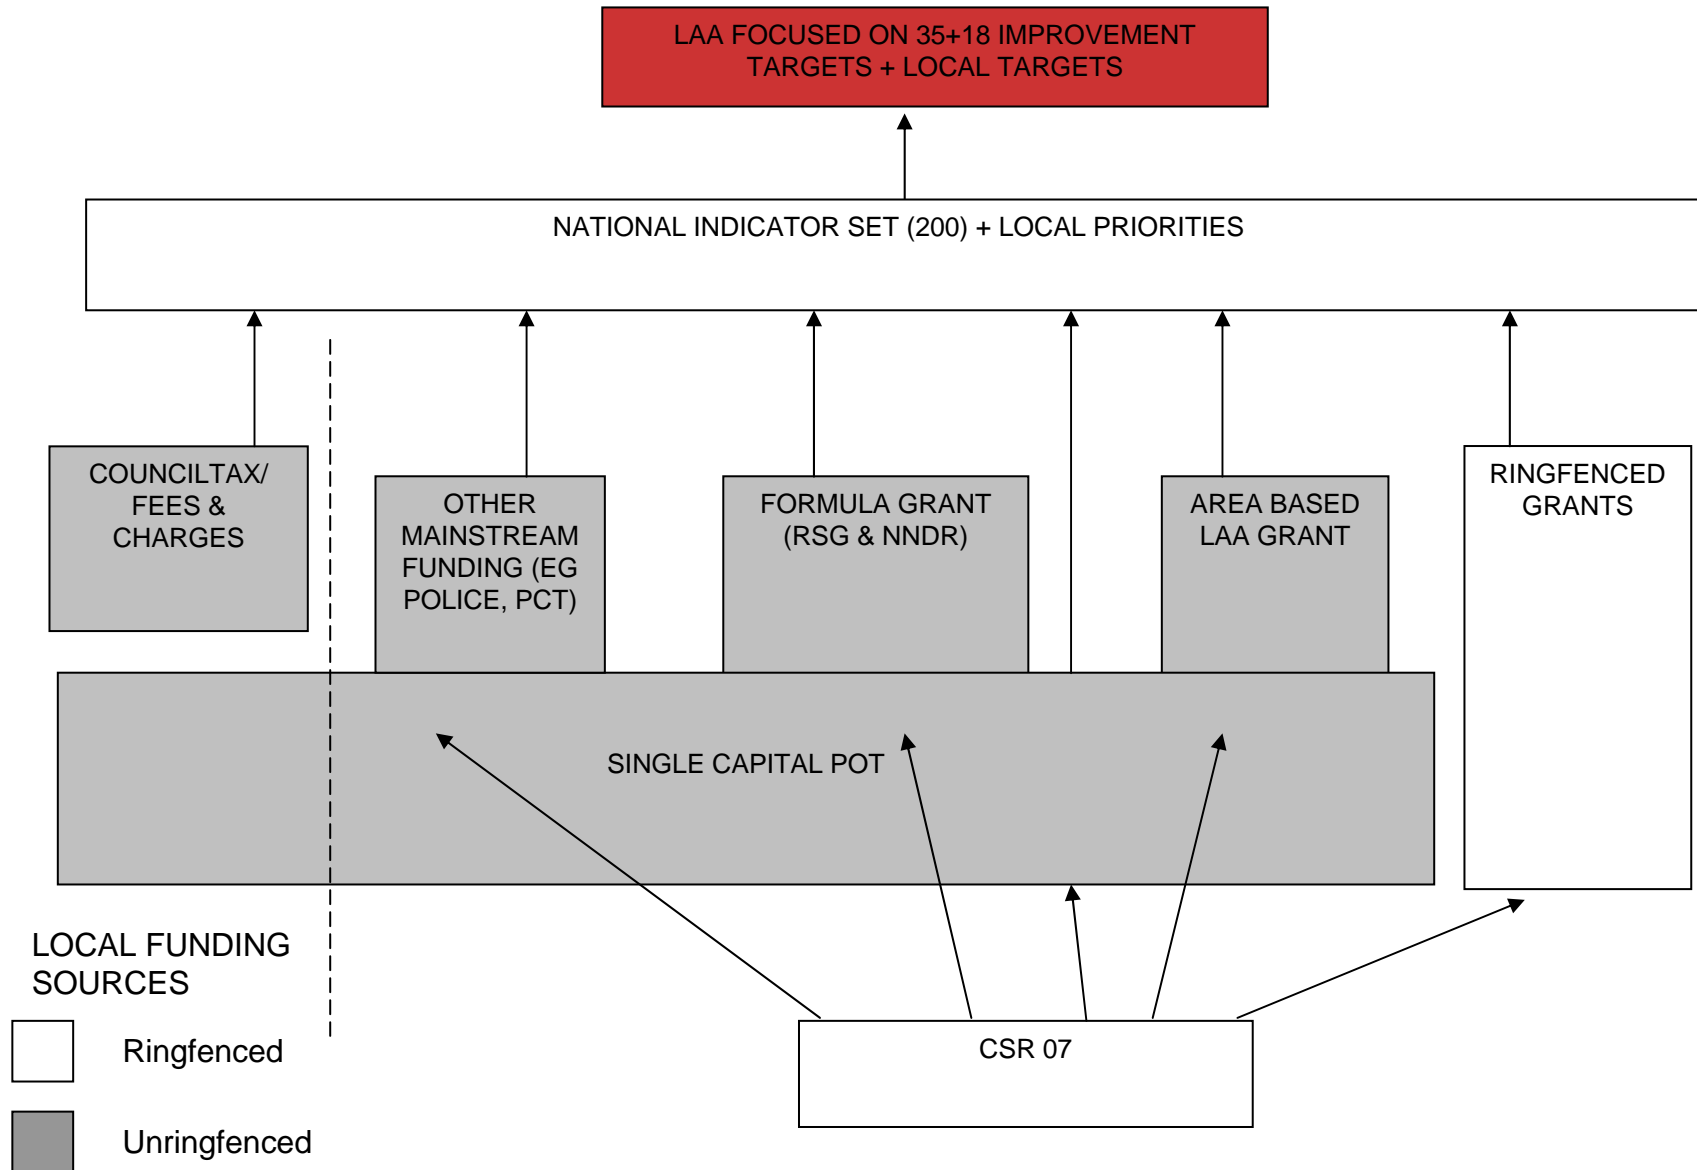 LAA FOCUSED ON 35+18 IMPROVEMENT
TARGETS + LOCAL TARGETS
NATIONAL INDICATOR SET (200) + LOCAL PRIORITIES
COUNCILTAX/
FEES &
CHARGES
OTHER
MAINSTREAM
FUNDING (EG
POLICE, PCT)
FORMULA GRANT
(RSG & NNDR)
AREA BASED
LAA GRANT
RINGFENCED
GRANTS
SINGLE CAPITAL POT
LOCAL FUNDING
SOURCES
CSR 07
Ringfenced
Unringfenced